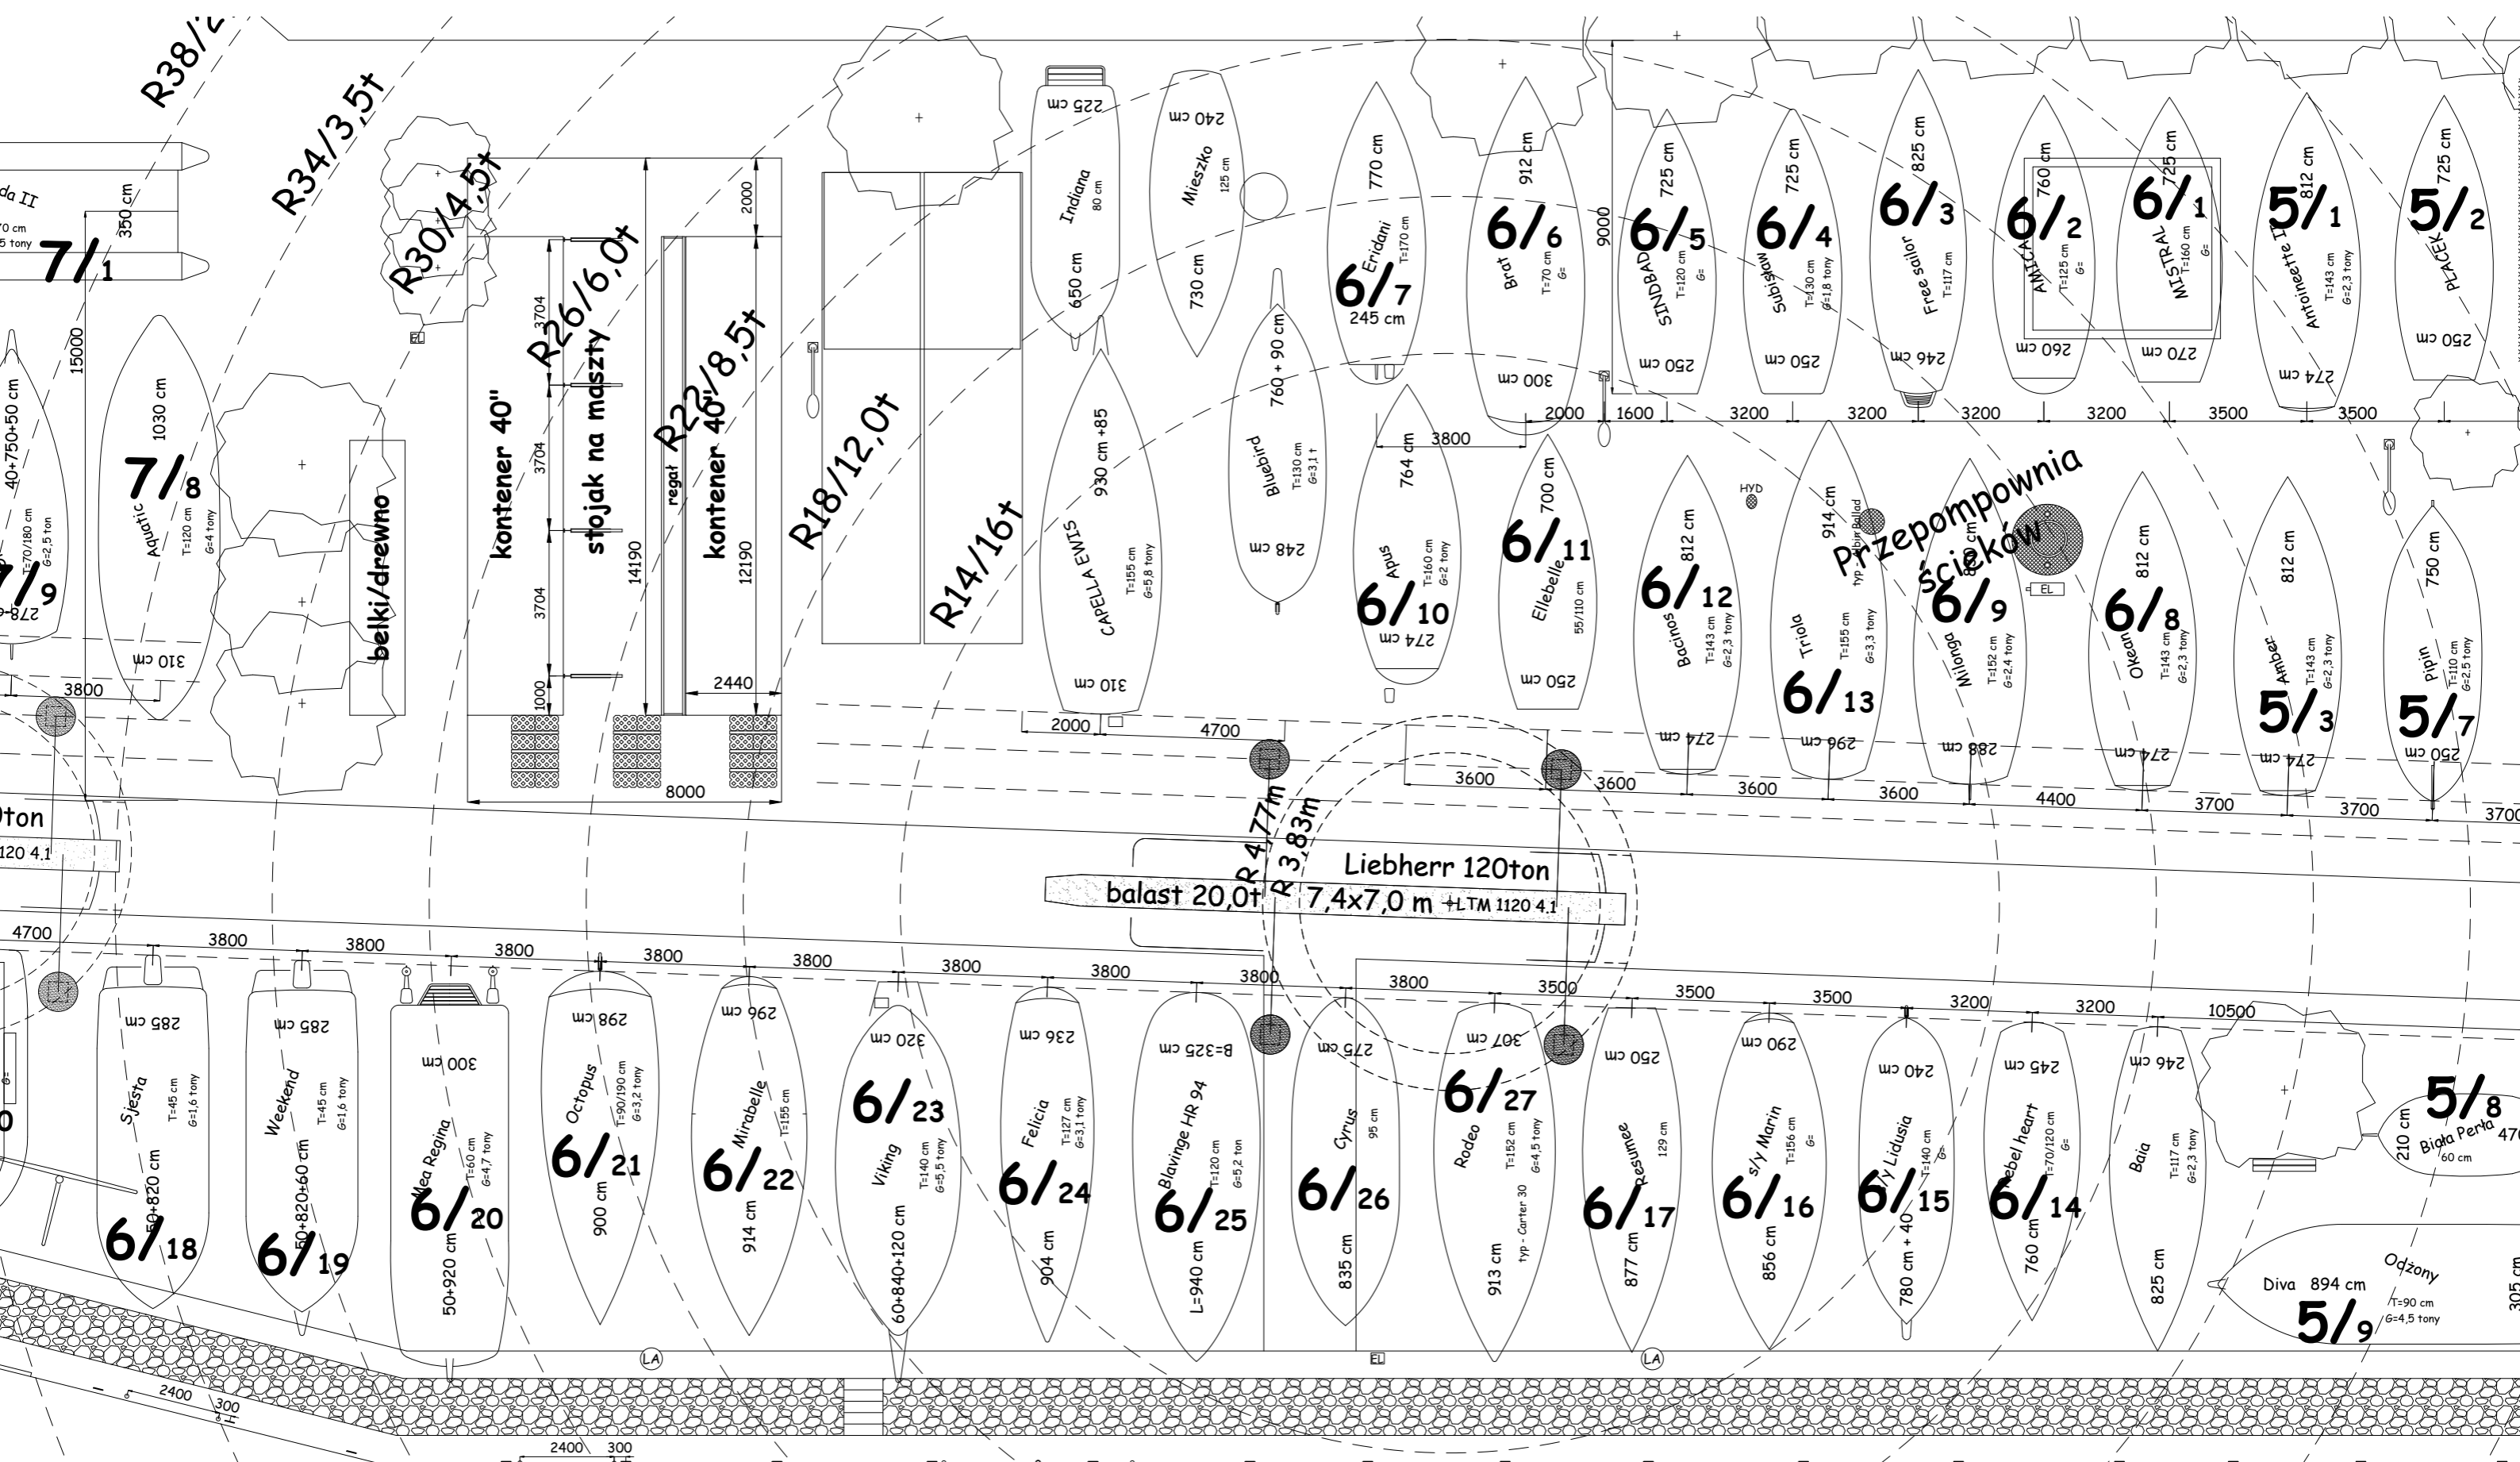 R38/2
R34/3,5t
R30/4,5t
R26/6,0t
R22/8,5t
R18/12,0t
R14/16t
da II
350 cm
7/1
15000
EL
2000
3704
3704
3704
1000
kontener 40"
stojak na maszty
regał
kontener 40"
14190
12190
2440
8000
belki/drewno
225 cm
Indiana
80 cm
650 cm
240 cm
Mieszko
125 cm
730 cm
770 cm
Eridani
T=170 cm
6/7
245 cm
912 cm
6/6
Brat
T=70 cm
G=
300 cm
9000
725 cm
6/5
SINDBAD
T=120 cm
G=
250 cm
725 cm
6/4
Subisław
T=130 cm
G=1,8 tony
250 cm
825 cm
6/3
Free sailor
T=117 cm
246 cm
760 cm
6/2
AMICA
T=125 cm
G=
260 cm
725 cm
6/1
MISTRAL
T=160 cm
G=
270 cm
812 cm
5/1
T=143 cm
G=2,3 tony
274 cm
725 cm
5/2
PLACEK
250 cm
2000
1600
3200
3200
3200
3200
3500
3500
3800
40+750+50 cm
T=70/180 cm
G=2,5 ton
7/9
278 c
1030 cm
7/8
Aquatic
T=120 cm
G=4 tony
310 cm
3800
930 cm +85
CAPELLA EWIS
T=155 cm
G=5,8 tony
310 cm
760 + 90 cm
Bluebird
T=130 cm
G=3,1 t
248 cm
764 cm
Apus
T=160 cm
G=2 tony
6/10
274 cm
700 cm
6/11
Ellebelle
55/110 cm
250 cm
812 cm
6/12
Bacinos
T=143 cm
G=2,3 tony
274 cm
HYD
914 cm
typ - Albin Ballad
Triola
T=155 cm
G=3,3 tony
6/13
296 cm
Przepompownia
ścieków
EL
6/9
Milonga
T=152 cm
G=2,4 tony
288 cm
812 cm
6/8
Okean
T=143 cm
G=2,3 tony
274 cm
812 cm
Amber
T=143 cm
G=2,3 tony
5/3
274 cm
750 cm
Pipin
T=110 cm
G=2.5 tony
5/7
250 cm
2000
4700
3600
3600
3600
3600
4400
3700
3700
3700
ton
120 4.1
R 4,77m
R 3,83m
Liebherr 120ton
balast 20,0t
7,4x7,0 m
LTM 1120 4.1
4700
3800
3800
3800
3800
3800
3800
3800
3800
3800
3500
3500
3500
3200
3200
10500
G=
0
285 cm
Sjesta
T=45 cm
G=1,6 tony
50+820 cm
6/18
285 cm
Weekend
T=45 cm
G=1,6 tony
50+820+60 cm
6/19
300 cm
Mea Regina
T=60 cm
G=4,7 tony
6/20
50+920 cm
298 cm
Octopus
T=90/190 cm
G=3,2 tony
6/21
900 cm
296 cm
Mirabelle
T=155 cm
6/22
914 cm
320 cm
6/23
Viking
T=140 cm
G=5,5 tony
60+840+120 cm
236 cm
Felicia
T=127 cm
G=3,1 tony
6/24
904 cm
B=325 cm
Blavinge HR 94
T=120 cm
G=5,2 ton
6/25
L=940 cm
275 cm
Cyrus
95 cm
6/26
835 cm
307 cm
6/27
Rodeo
T=152 cm
G=4,5 tony
913 cm
typ - Carter 30
250 cm
Resumee
129 cm
6/17
877 cm
290 cm
s/y Marin
T=156 cm
G=
6/16
856 cm
240 cm
s/y Lidusia
T=140 cm
G=
6/15
780 cm + 40
245 cm
Rebel heart
T=70/120 cm
G=
6/14
760 cm
246 cm
Baia
T=117 cm
G=2,3 tony
825 cm
210 cm
5/8
Biała Perła
60 cm
470
Diva 894 cm
Odżony
5/9
T=90 cm
G=4,5 tony
305 cm
LA
EL
LA
2400
300
2400
300